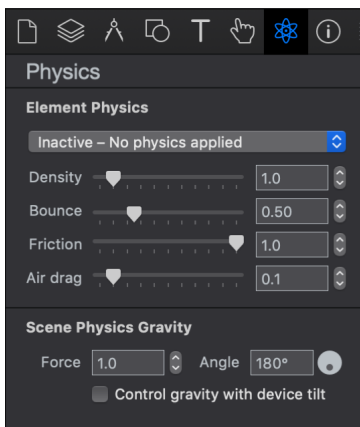 T
Physics
Element Physics
Inactive – No physics applied
Density 1.0
Bounce 0.50
Friction 1.0
Air drag 0.1
Scene Physics Gravity
Force 1.0 Angle 180°
Control gravity with device tilt